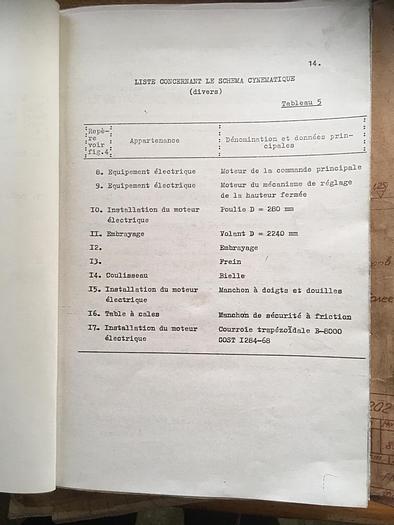 14.
LISTE CONCERNANT LE SCHEMA CYNEMATIQUE
(divers)
Tableau 5
Repè-
re
voir
fig.4
Appartenance
Dénomination et données prin-
cipales
8. Equipement électrique Moteur de la commande principale
9. Equipement électrique Moteur du mécanisme de réglage
de la hauteur fermée
I0. Installation du moteur Poulie D = 280 mm
électrique
II. Embrayage Volant D = 2240 mm
I2. Embrayage
I3. Frein
I4. Coulisseau Bielle
I5. Installation du moteur Manchon à doigts et douilles
électrique
I6. Table à cales Manchon de sécurité à friction
I7. Installation du moteur Courroie trapézoïdale E-8000
électrique GOST I284-68
202